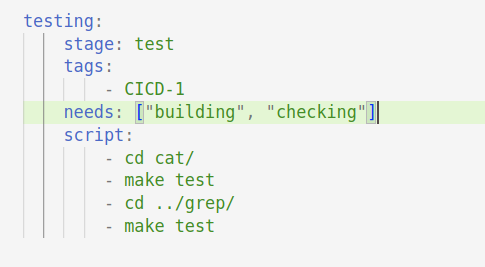 testing:
    stage: test
    tags:
        - CICD-1
    needs: ["building", "checking"]
    script:
        - cd cat/
        - make test
        - cd ../grep/
        - make test